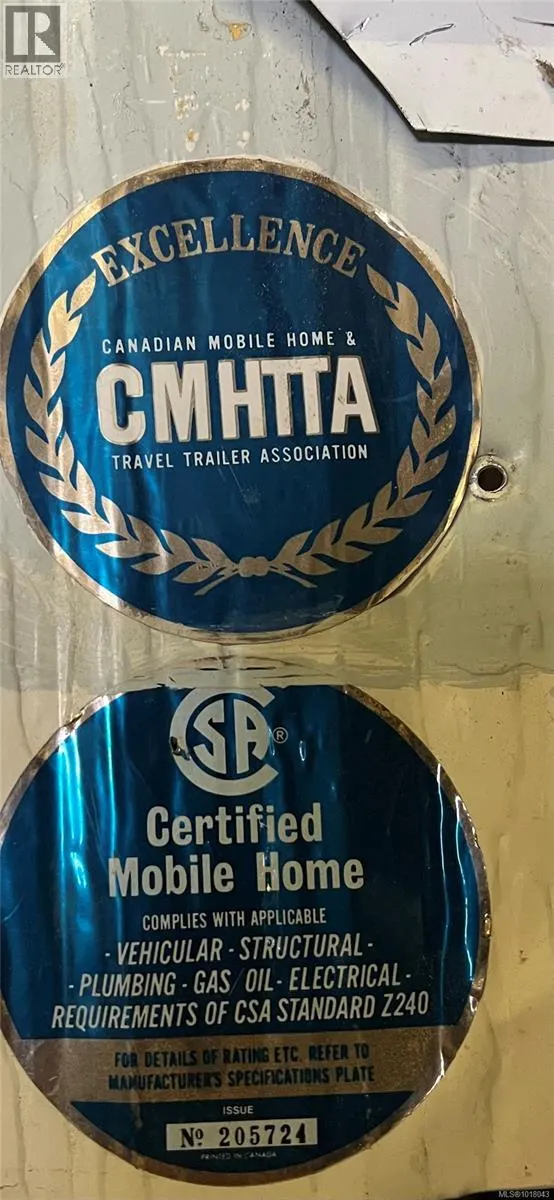 R
REALTOR®
EXCELLENCE
CANADIAN MOBILE HOME &
CMHTTA
TRAVEL TRAILER ASSOCIATION
CSA®
Certified
Mobile Home
COMPLIES WITH APPLICABLE
- VEHICULAR - STRUCTURAL -
- PLUMBING - GAS / OIL - ELECTRICAL -
REQUIREMENTS OF CSA STANDARD Z240
FOR DETAILS OF RATING ETC. REFER TO
MANUFACTURER'S SPECIFICATIONS PLATE
ISSUE
Nº 205724
PRINTED IN CANADA
MLS®1018043